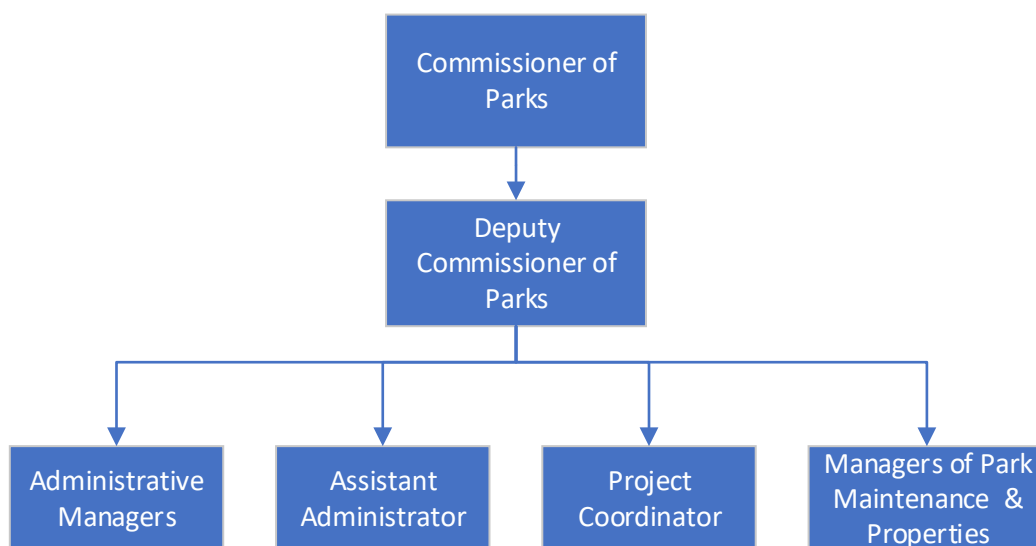 Commissioner of
Parks
Deputy
Commissioner of
Parks
Administrative
Managers
Assistant
Administrator
Project
Coordinator
Managers of Park
Maintenance &
Properties